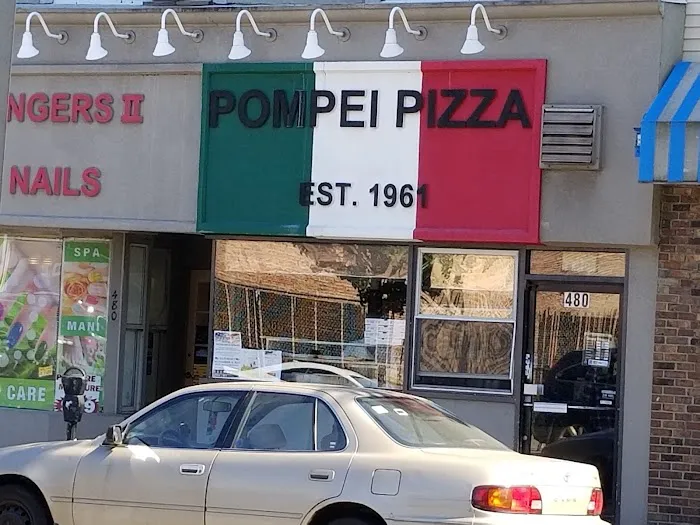 NGERS II
NAILS
POMPEI PIZZA
EST. 1961
SPA
MANI
CARE
480
480